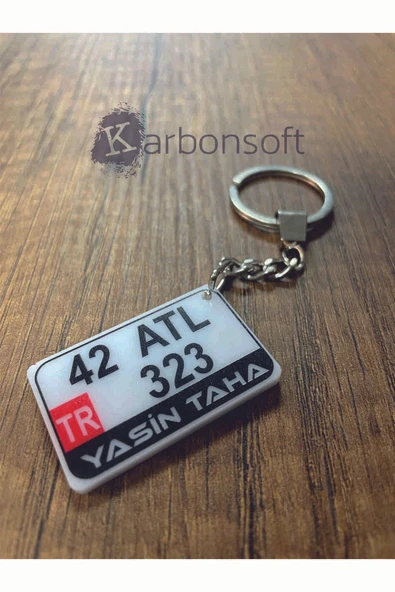 Karbonsoft
42 ATL
323
TR
YASİN TAHA